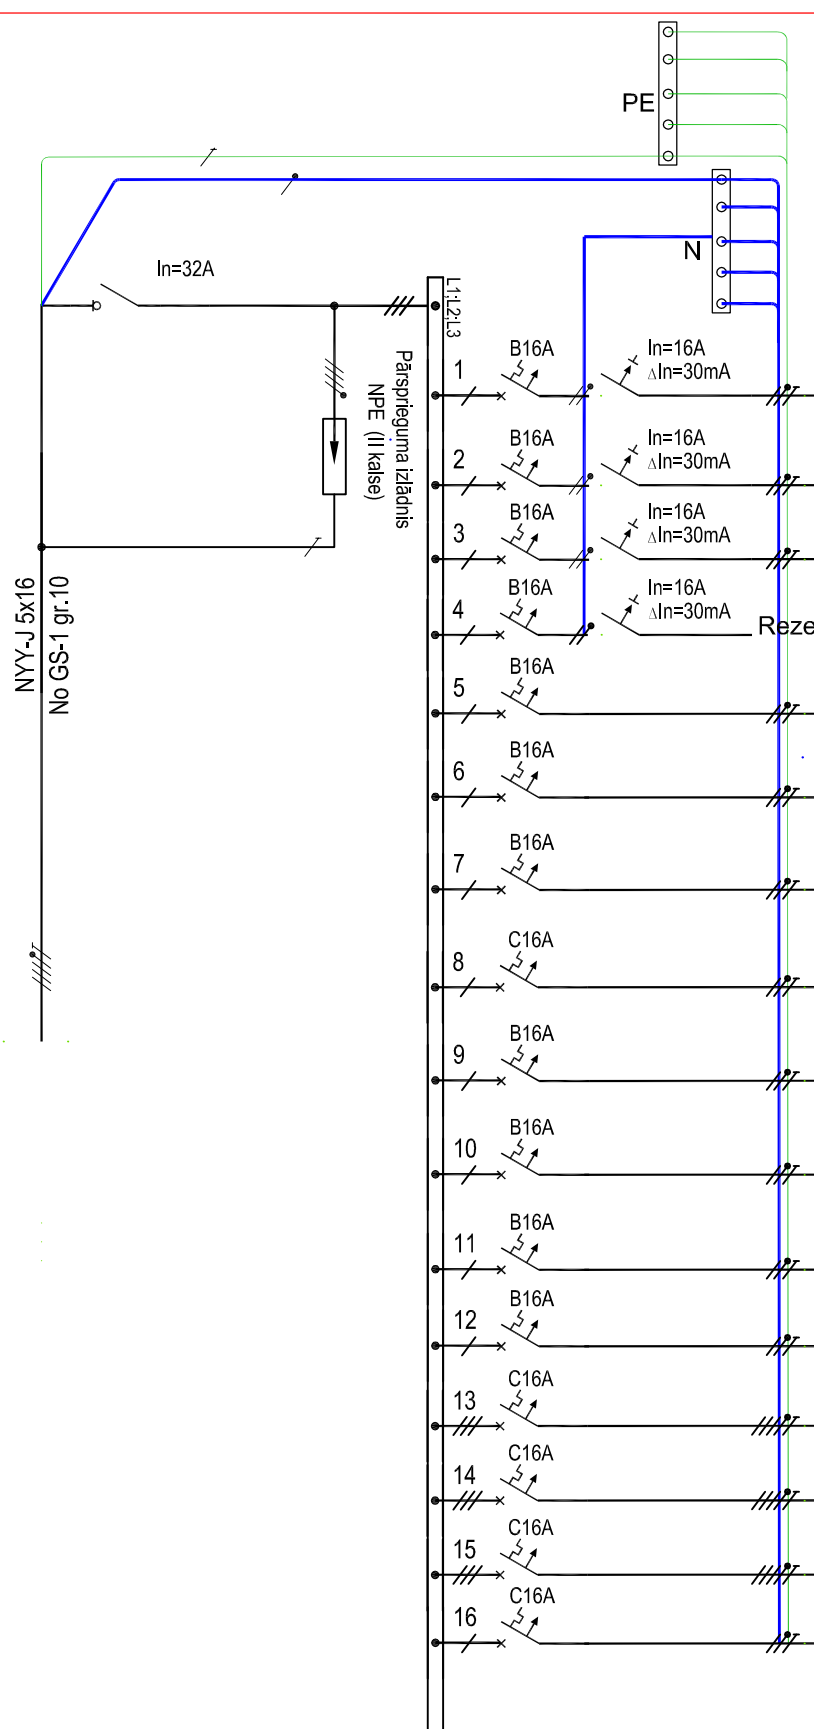 PE
N
In=32A
L1;L2;L3
Pārsprieguma izlādnis
NPE (II kalse)
NYY-J 5x16
No GS-1 gr.10
1
B16A
In=16A
ΔIn=30mA
2
B16A
In=16A
ΔIn=30mA
3
B16A
In=16A
ΔIn=30mA
4
B16A
In=16A
ΔIn=30mA
Reze
5
B16A
6
B16A
7
B16A
8
C16A
9
B16A
10
B16A
11
B16A
12
B16A
13
C16A
14
C16A
15
C16A
16
C16A